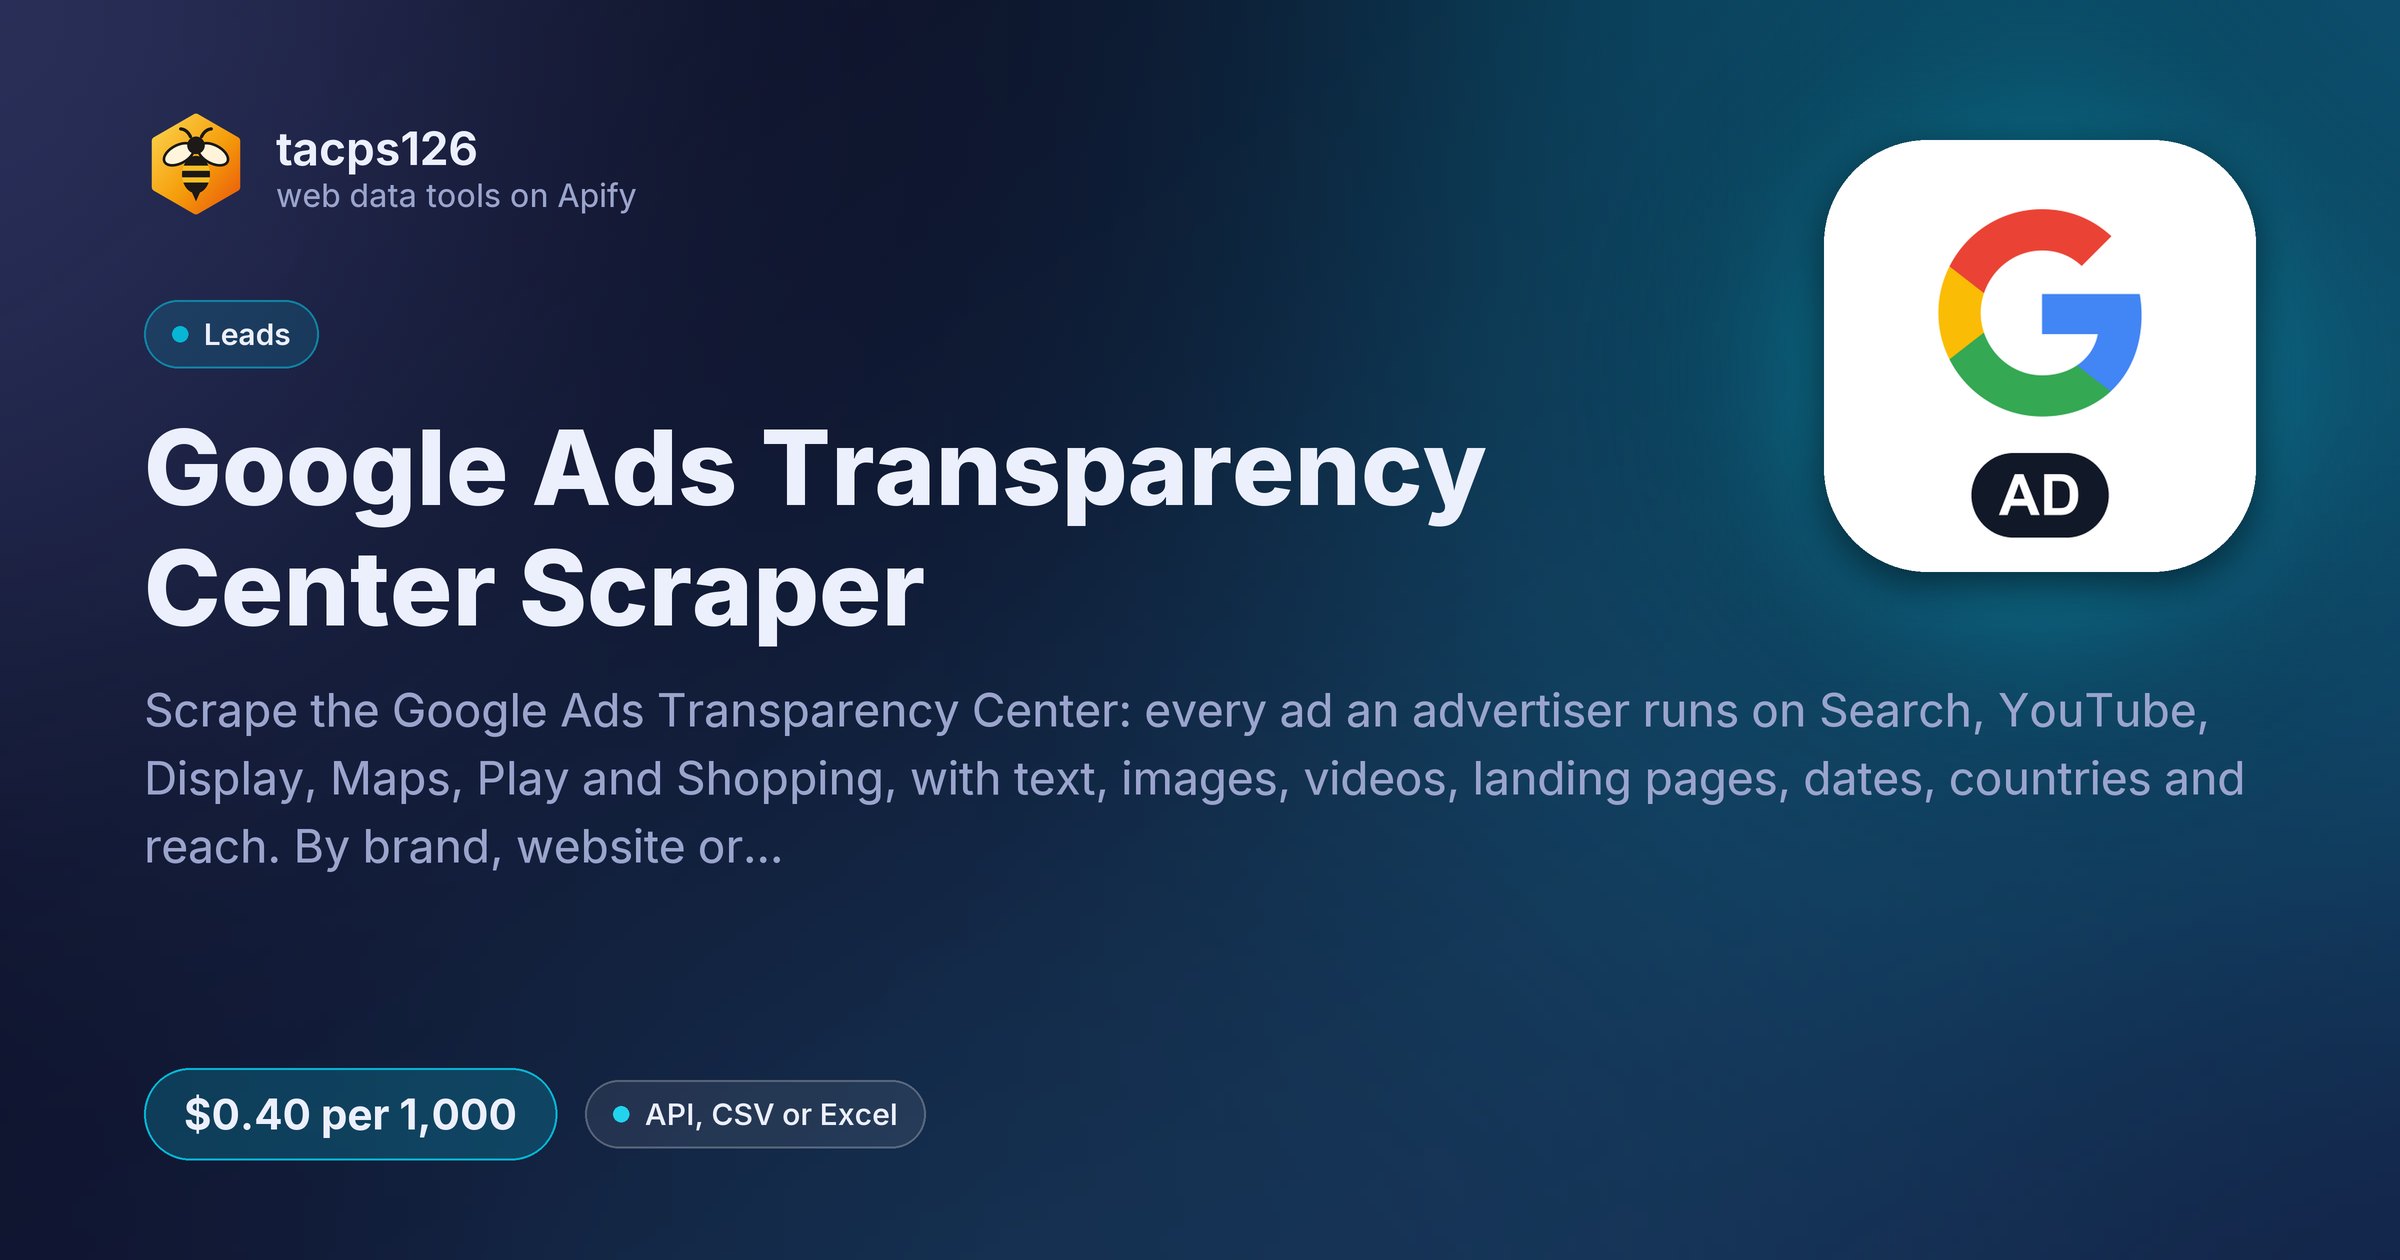 tacps126
web data tools on Apify
Leads
Google Ads Transparency
Center Scraper
AD
Scrape the Google Ads Transparency Center: every ad an advertiser runs on Search, YouTube,
Display, Maps, Play and Shopping, with text, images, videos, landing pages, dates, countries and
reach. By brand, website or...
$0.40 per 1,000
API, CSV or Excel